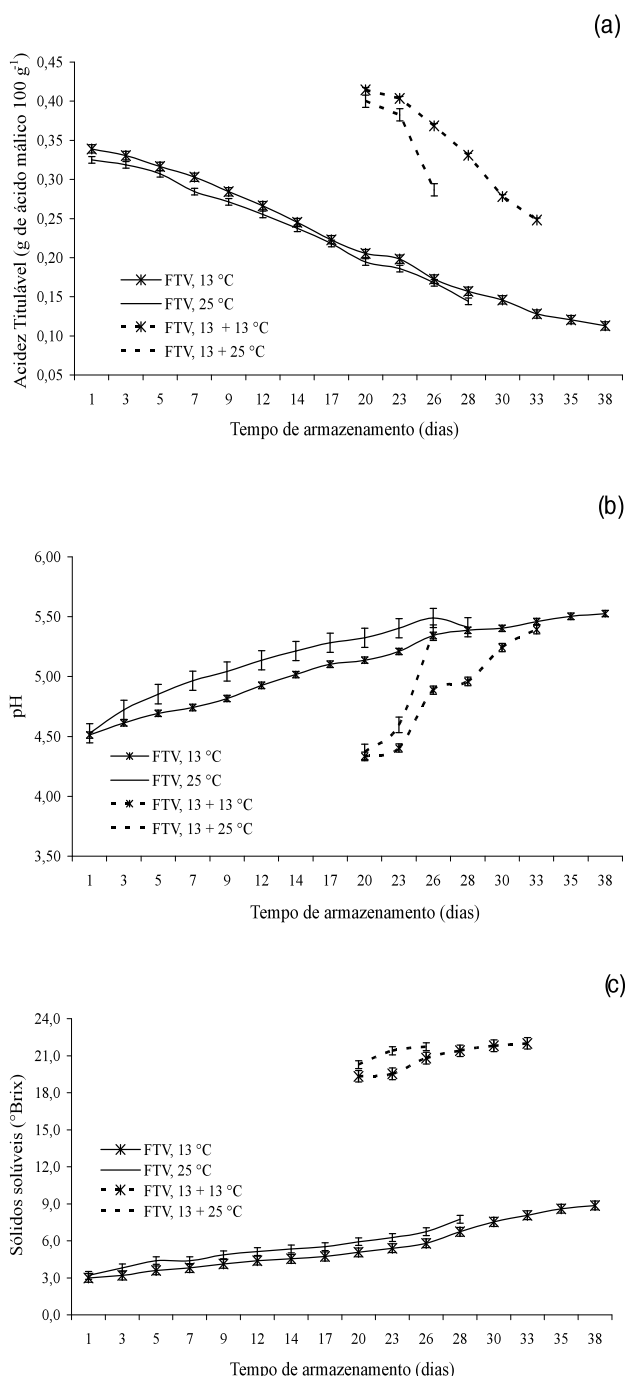 (a)
Acidez Titulável (g de ácido málico 100 g⁻¹)
0,45
0,40
0,35
0,30
0,25
0,20
0,15
0,10
0,05
FTV, 13 °C
FTV, 25 °C
FTV, 13 + 13 °C
FTV, 13 + 25 °C
1 3 5 7 9 12 14 17 20 23 26 28 30 33 35 38
Tempo de armazenamento (dias)
(b)
pH
6,00
5,50
5,00
4,50
4,00
3,50
FTV, 13 °C
FTV, 25 °C
FTV, 13 + 13 °C
FTV, 13 + 25 °C
1 3 5 7 9 12 14 17 20 23 26 28 30 33 35 38
Tempo de armazenamento (dias)
(c)
Sólidos solúveis (°Brix)
24,0
21,0
18,0
15,0
12,0
9,0
6,0
3,0
0,0
FTV, 13 °C
FTV, 25 °C
FTV, 13 + 13 °C
FTV, 13 + 25 °C
1 3 5 7 9 12 14 17 20 23 26 28 30 33 35 38
Tempo de armazenamento (dias)